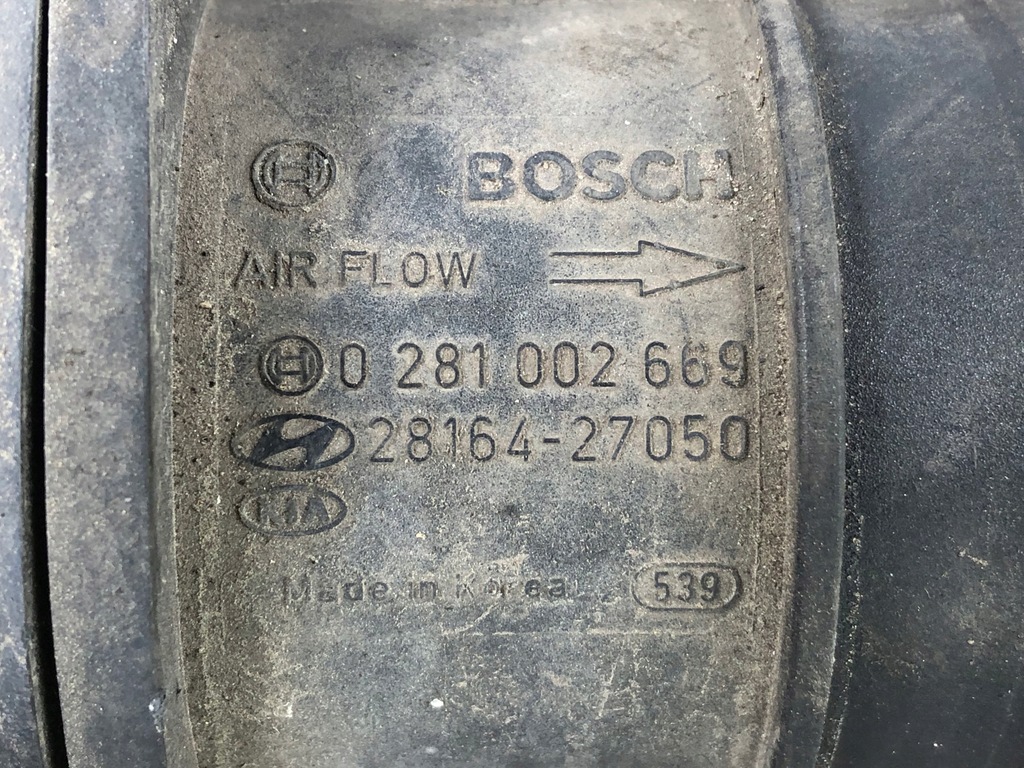 BOSCH
AIR FLOW
0 281 002 669
28164-27050
KIA
Made in Korea 539